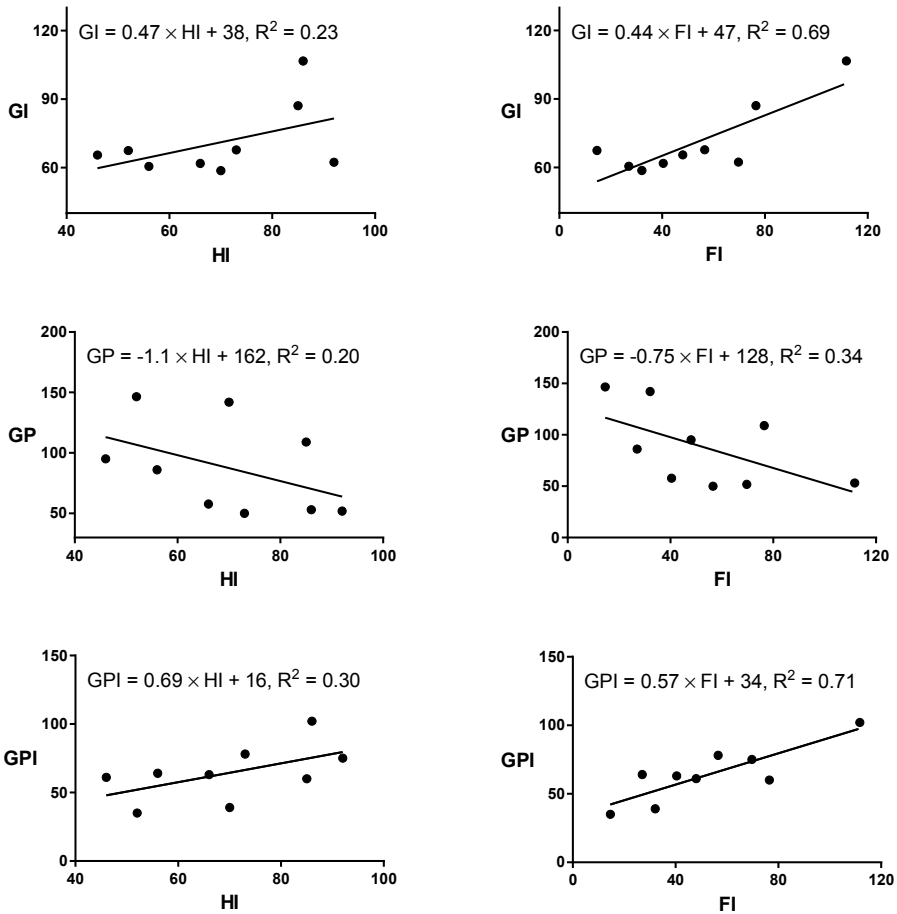 GI = 0.47 × HI + 38, R² = 0.23
120
90
60
GI
40
60
80
100
HI
GI = 0.44 × FI + 47, R² = 0.69
120
90
60
GI
0
40
80
120
FI
GP = -1.1 × HI + 162, R² = 0.20
200
150
100
50
GP
40
60
80
100
HI
GP = -0.75 × FI + 128, R² = 0.34
200
150
100
50
0
GP
0
40
80
120
FI
GPI = 0.69 × HI + 16, R² = 0.30
150
100
50
0
GPI
40
60
80
100
HI
GPI = 0.57 × FI + 34, R² = 0.71
150
100
50
0
GPI
0
40
80
120
FI